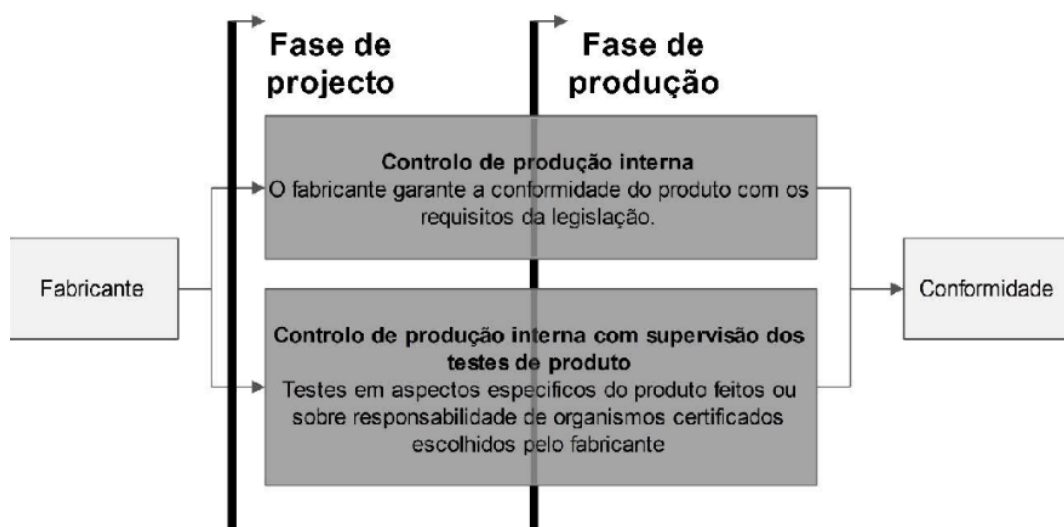 Fase de
projecto
Fase de
produção
Controlo de produção interna
O fabricante garante a conformidade do produto com os
requisitos da legislação.
Fabricante
Conformidade
Controlo de produção interna com supervisão dos
testes de produto
Testes em aspectos especificos do produto feitos ou
sobre responsabilidade de organismos certificados
escolhidos pelo fabricante